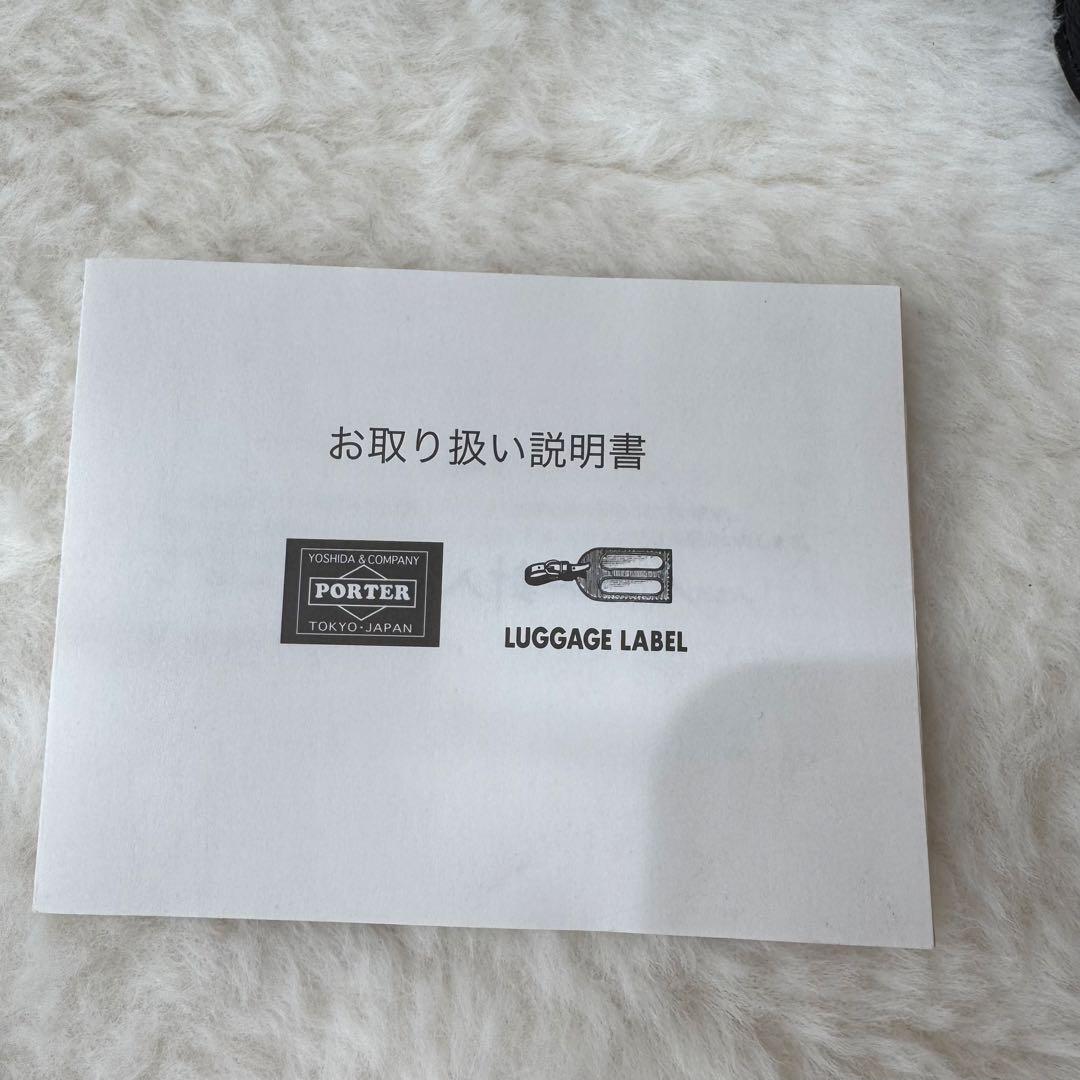 お取り扱い説明書
YOSHIDA & COMPANY
PORTER
TOKYO・JAPAN
LUGGAGE LABEL